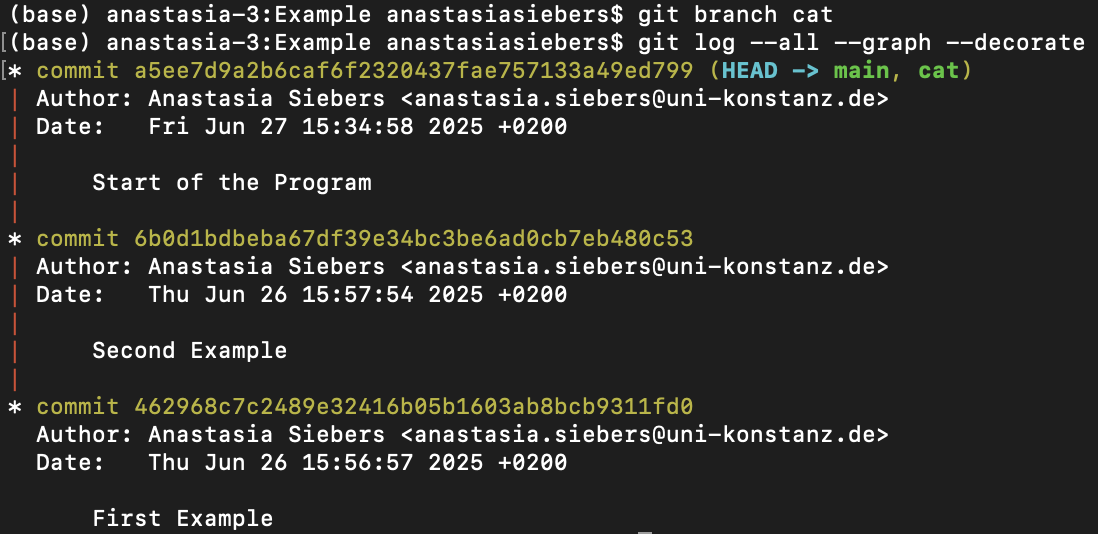 (base) anastasia-3:Example anastasiasiebers$ git branch cat
[(base) anastasia-3:Example anastasiasiebers$ git log --all --graph --decorate
[* commit a5ee7d9a2b6caf6f2320437fae757133a49ed799 (HEAD -> main, cat)
| Author: Anastasia Siebers <anastasia.siebers@uni-konstanz.de>
| Date:   Fri Jun 27 15:34:58 2025 +0200
|
|     Start of the Program
|
* commit 6b0d1bdbeba67df39e34bc3be6ad0cb7eb480c53
| Author: Anastasia Siebers <anastasia.siebers@uni-konstanz.de>
| Date:   Thu Jun 26 15:57:54 2025 +0200
|
|     Second Example
|
* commit 462968c7c2489e32416b05b1603ab8bcb9311fd0
  Author: Anastasia Siebers <anastasia.siebers@uni-konstanz.de>
  Date:   Thu Jun 26 15:56:57 2025 +0200

      First Example